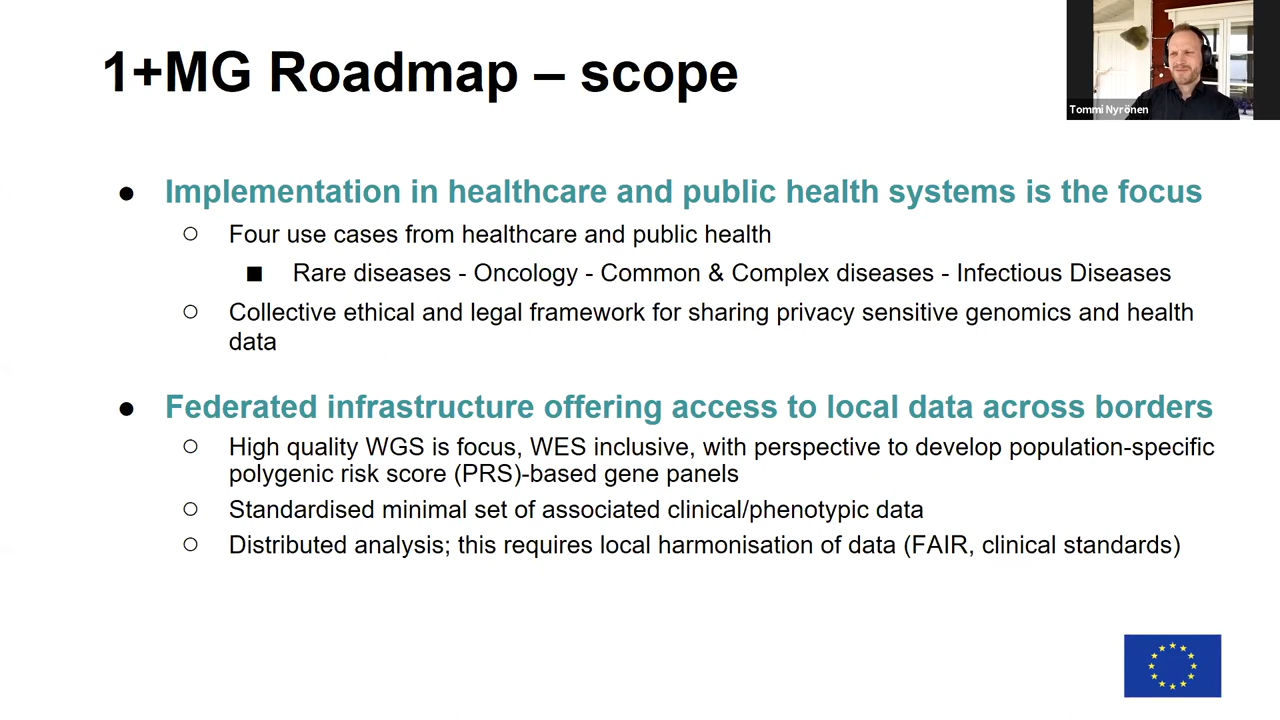 1+MG Roadmap – scope
Tommi Nyrönen
● Implementation in healthcare and public health systems is the focus
○ Four use cases from healthcare and public health
■ Rare diseases - Oncology - Common & Complex diseases - Infectious Diseases
○ Collective ethical and legal framework for sharing privacy sensitive genomics and health
data
● Federated infrastructure offering access to local data across borders
○ High quality WGS is focus, WES inclusive, with perspective to develop population-specific
polygenic risk score (PRS)-based gene panels
○ Standardised minimal set of associated clinical/phenotypic data
○ Distributed analysis; this requires local harmonisation of data (FAIR, clinical standards)